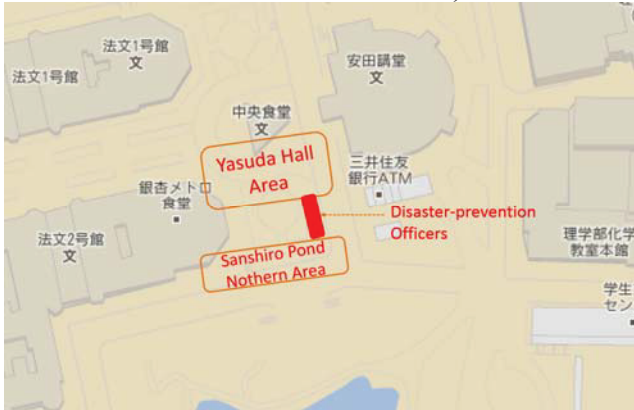 法文1号館
文
法文1号館
安田講堂
文
中央食堂
文
Yasuda Hall
Area
三井住友
銀行ATM
銀杏メトロ
食堂
Disaster-prevention
Officers
法文2号館
文
Sanshiro Pond
Nothern Area
理学部化学
教室本館
学生
セン